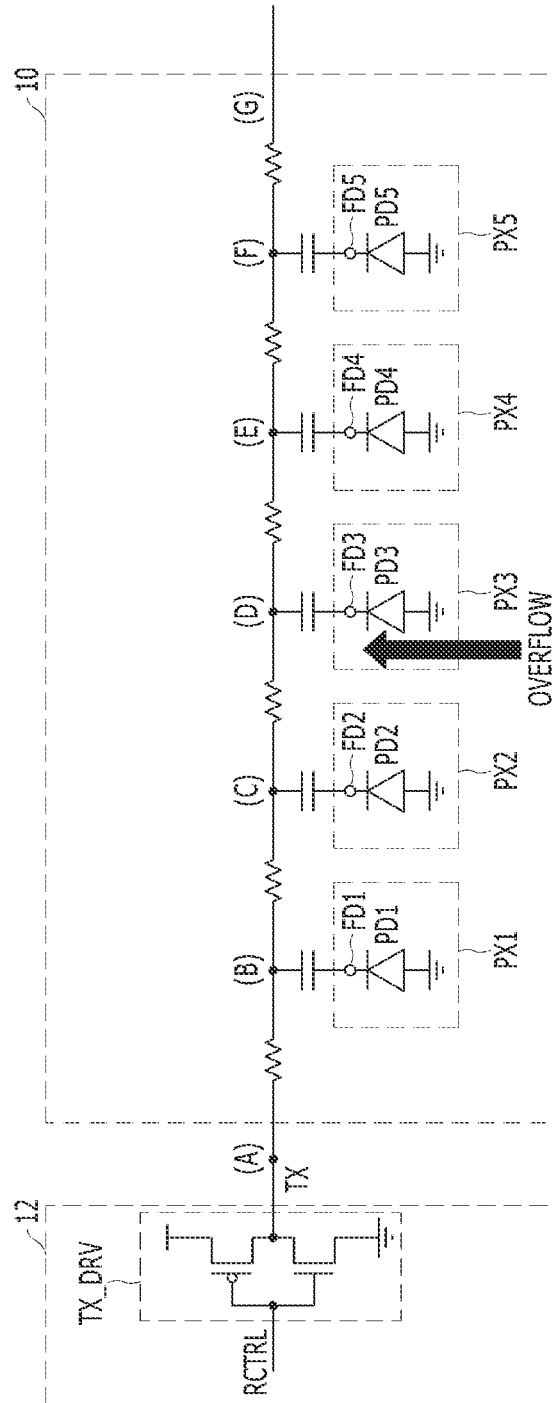 12
10
TX_DRV
RCTRL
TX
(A)
(B)
(C)
(D)
(E)
(F)
(G)
FD1
PD1
FD2
PD2
FD3
PD3
FD4
PD4
FD5
PD5
PX1
PX2
PX3
PX4
PX5
OVERFLOW